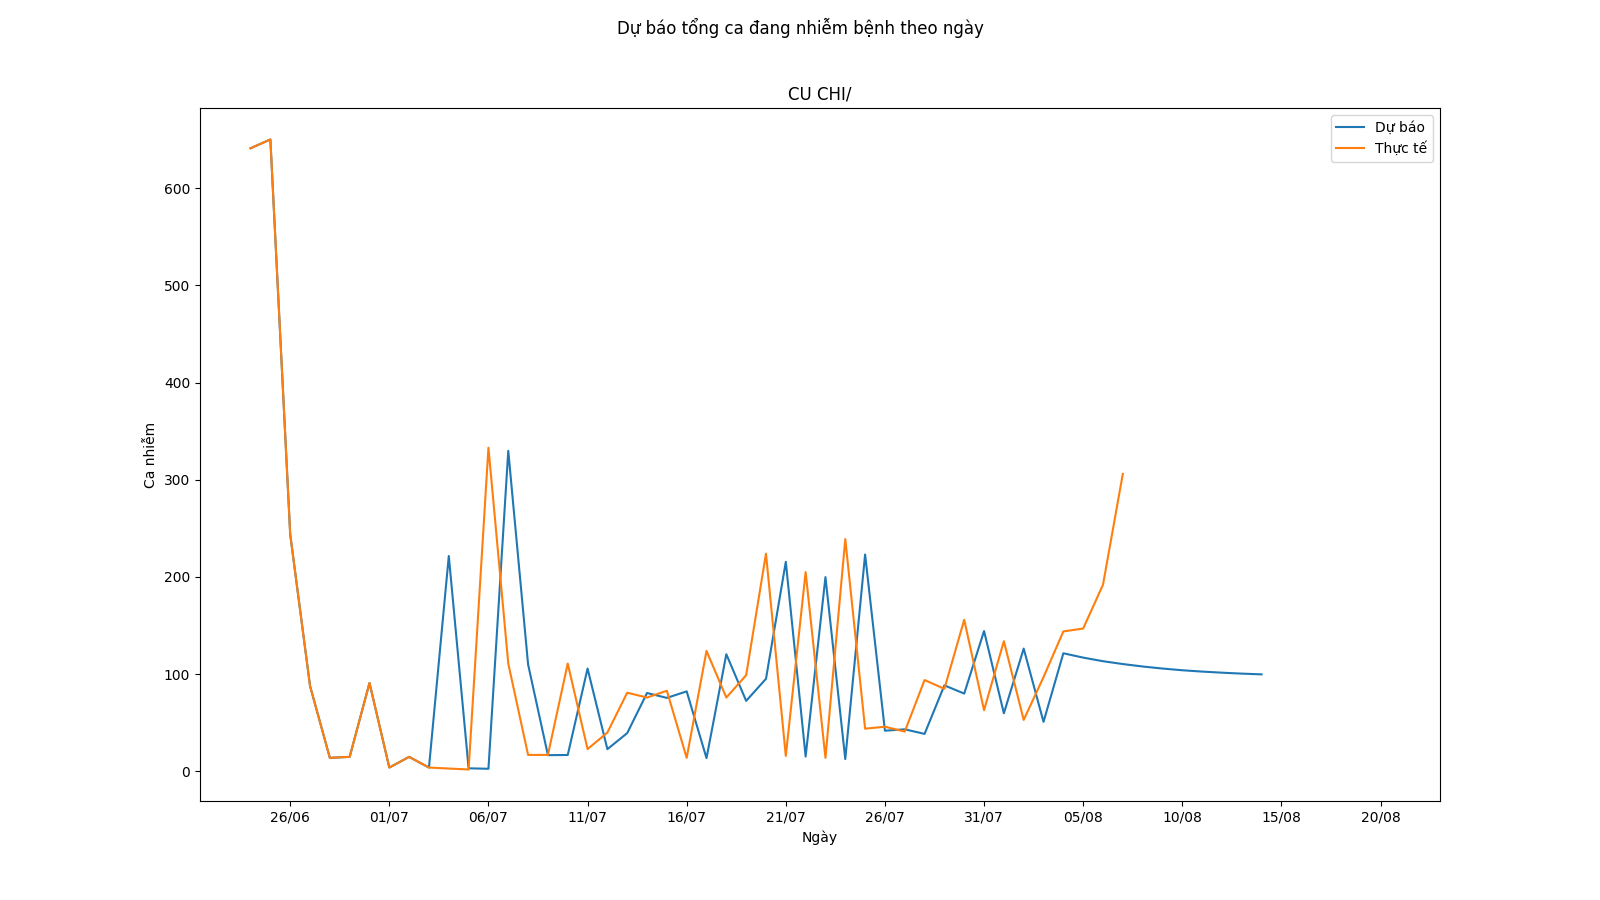 Dự báo tổng ca đang nhiễm bệnh theo ngày
CU CHI/
Dự báo
Thực tế
600
500
400
300
200
100
0
Ca nhiễm
26/06 01/07 06/07 11/07 16/07 21/07 26/07 31/07 05/08 10/08 15/08 20/08
Ngày